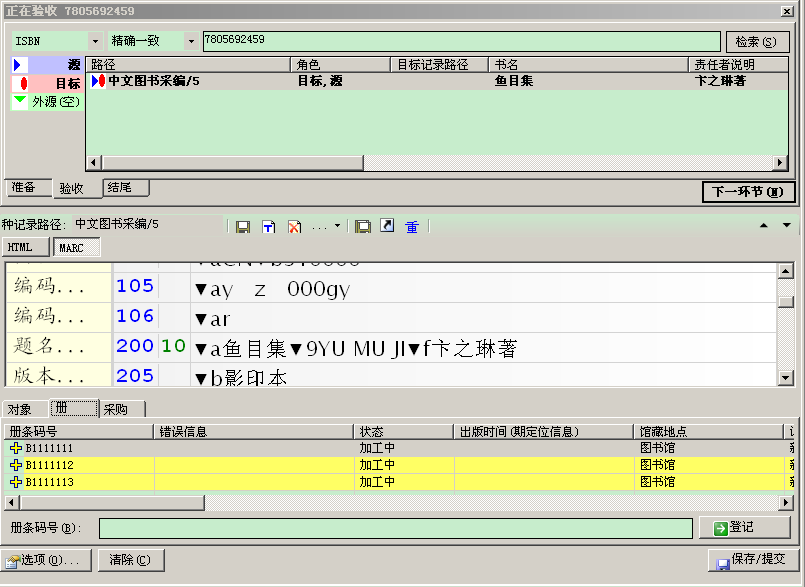 正在验收 7805692459
ISBN 精确一致 7805692459 检索(S)
源 路径 角色 目标记录路径 书名 责任者说明
目标 中文图书采编/5 目标,源 鱼目集 卞之琳著
外源(空)
准备 验收 结尾 下一环节(N)
种记录路径: 中文图书采编/5 ... 重
HTML MARC
编码... 105 ▼ay z 000gy
编码... 106 ▼ar
题名... 200 10 ▼a鱼目集▼9YU MU JI▼f卞之琳著
版本... 205 ▼b影印本
对象 册 采购
册条码号 错误信息 状态 出版时间(期定位信息) 馆藏地点
B1111111 加工中 图书馆
B1111112 加工中 图书馆
B1111113 加工中 图书馆
册条码号(B): 登记
选项(O)... 清除(C) 保存/提交